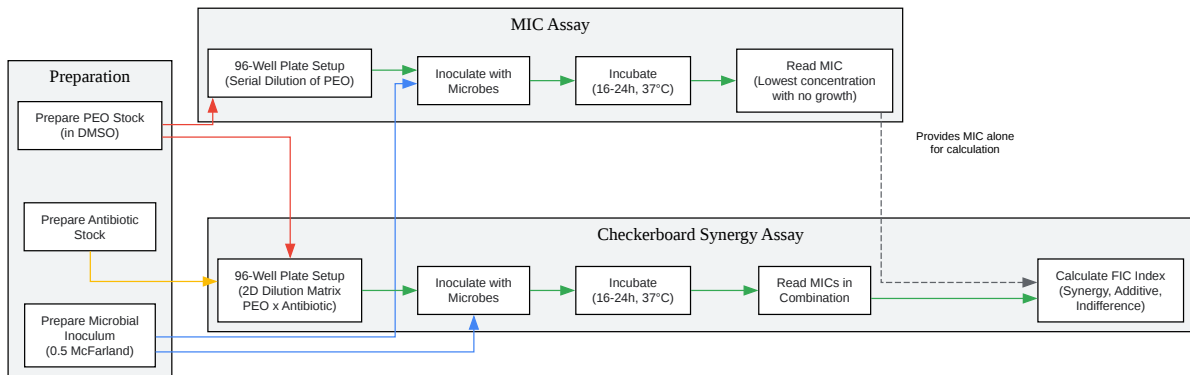 Preparation
Prepare PEO Stock
(in DMSO)
Prepare Antibiotic
Stock
Prepare Microbial
Inoculum
(0.5 McFarland)
MIC Assay
96-Well Plate Setup
(Serial Dilution of PEO)
Inoculate with
Microbes
Incubate
(16-24h, 37°C)
Read MIC
(Lowest concentration
with no growth)
Provides MIC alone
for calculation
Checkerboard Synergy Assay
96-Well Plate Setup
(2D Dilution Matrix
PEO x Antibiotic)
Inoculate with
Microbes
Incubate
(16-24h, 37°C)
Read MICs in
Combination
Calculate FIC Index
(Synergy, Additive,
Indifference)